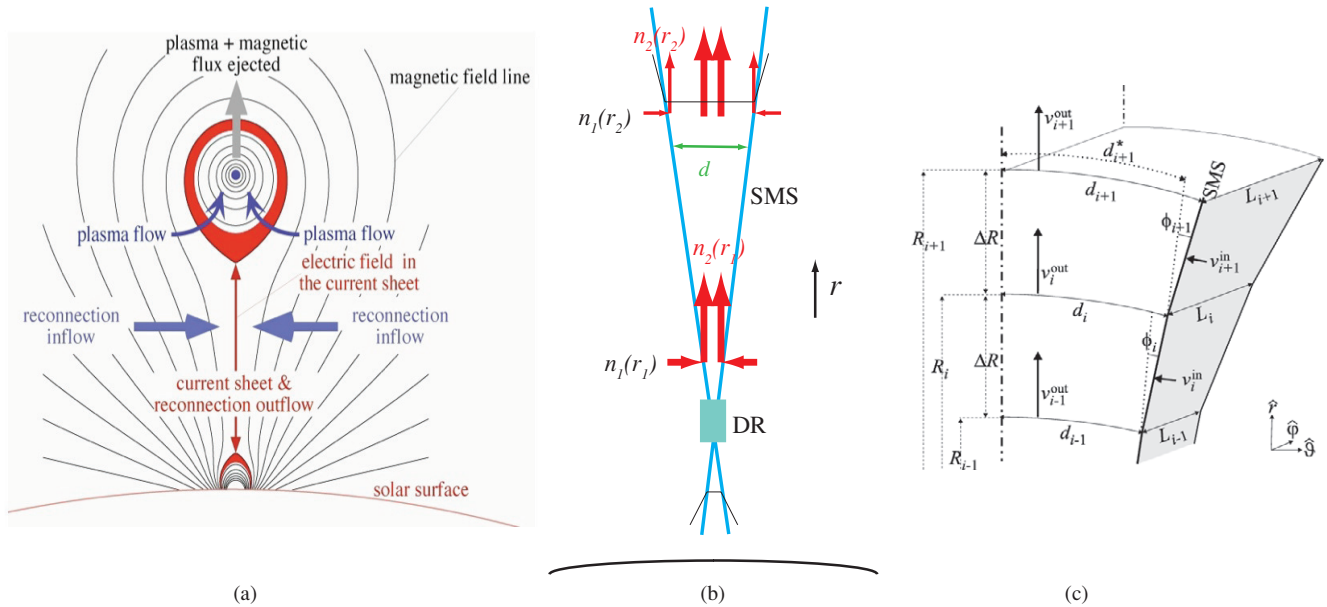 plasma + magnetic
flux ejected
magnetic field line
plasma flow
plasma flow
electric field in
the current sheet
reconnection
inflow
reconnection
inflow
current sheet &
reconnection outflow
solar surface
(a)
n₂(r₂)
n₁(r₂)
d
SMS
n₂(r₁)
r
n₁(r₁)
DR
(b)
v_{i+1}^{out}
d_{i+1}^{*}
SMS
d_{i+1}
L_{i+1}
ϕ_{i+1}
R_{i+1}
ΔR
v_i^{out}
v_{i+1}^{in}
d_i
L_i
ϕ_i
R_i
ΔR
v_{i-1}^{out}
v_i^{in}
d_{i-1}
L_{i-1}
R_{i-1}
r̂
φ̂
ϑ̂
(c)